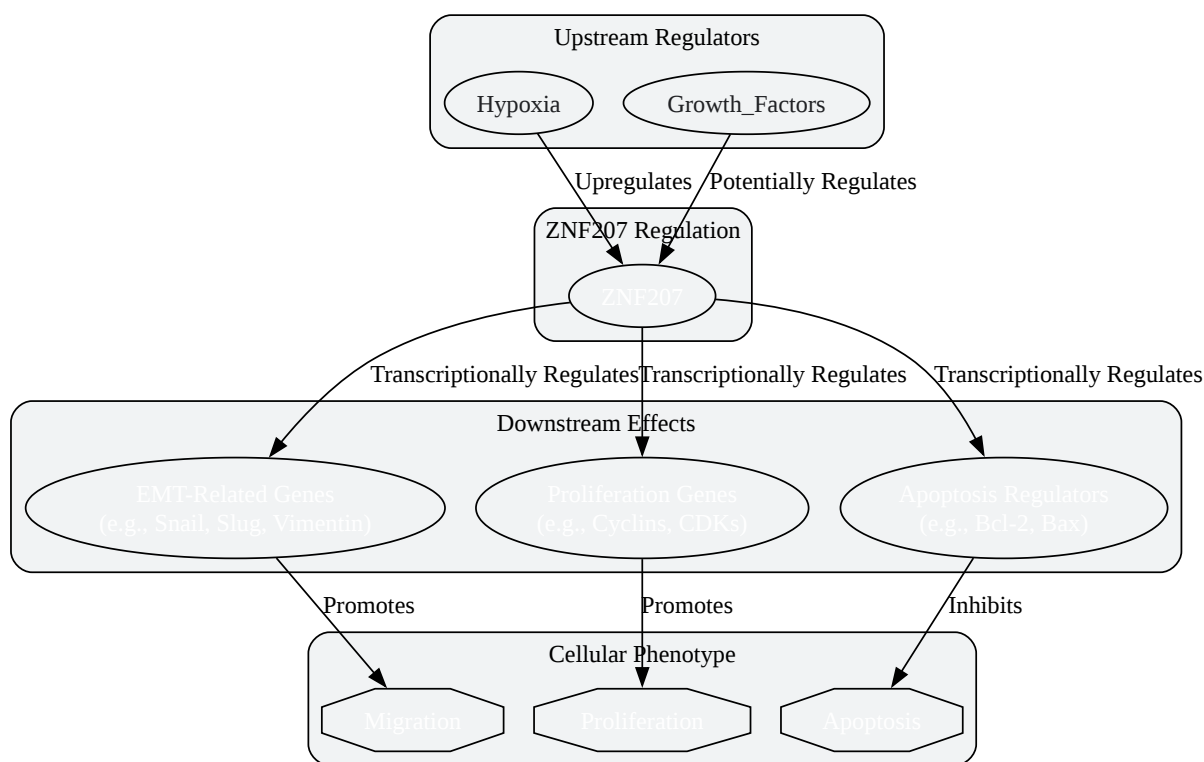 Upstream Regulators
Hypoxia
Growth_Factors
Upregulates
Potentially Regulates
ZNF207 Regulation
ZNF207
Transcriptionally Regulates
Transcriptionally Regulates
Transcriptionally Regulates
Downstream Effects
EMT-Related Genes
(e.g., Snail, Slug, Vimentin)
Proliferation Genes
(e.g., Cyclins, CDKs)
Apoptosis Regulators
(e.g., Bcl-2, Bax)
Promotes
Promotes
Inhibits
Cellular Phenotype
Migration
Proliferation
Apoptosis